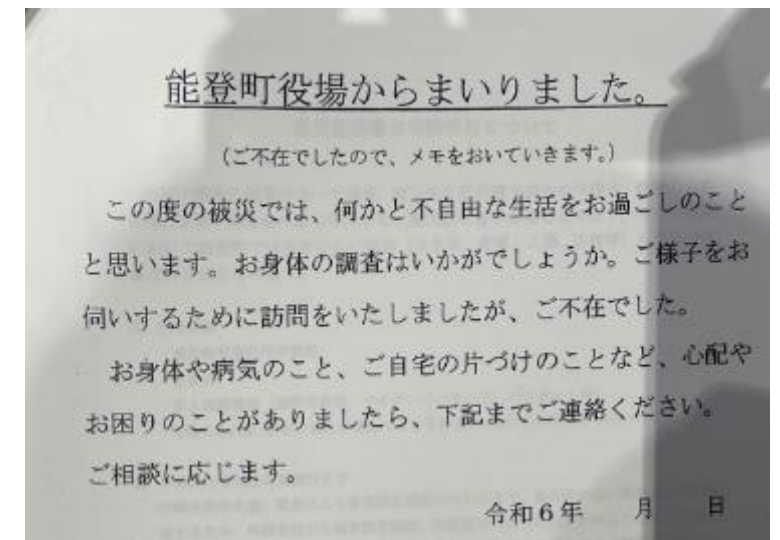 能登町役場からまいりました。
(ご不在でしたので、メモをおいていきます。)
この度の被災では、何かと不自由な生活をお過ごしのこと
と思います。お身体の調査はいかがでしょうか。ご様子をお
伺いするために訪問をいたしましたが、ご不在でした。
お身体や病気のこと、ご自宅の片づけのことなど、心配や
お困りのことがありましたら、下記までご連絡ください。
ご相談に応じます。
令和6年 月 日